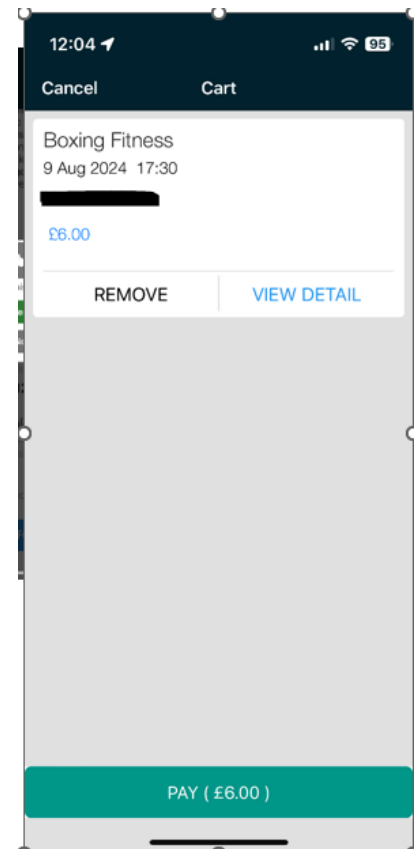 12:04
95
Cancel Cart
Boxing Fitness
9 Aug 2024 17:30
£6.00
REMOVE VIEW DETAIL
PAY ( £6.00 )